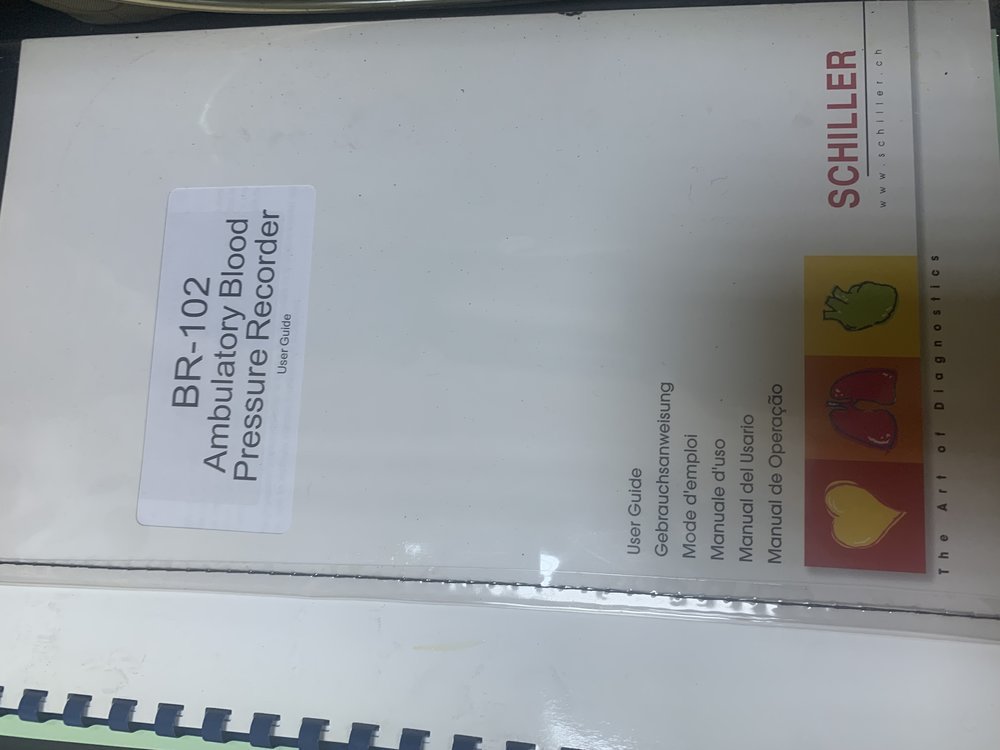 BR-102
Ambulatory Blood
Pressure Recorder
User Guide
User Guide
Gebrauchsanweisung
Mode d'emploi
Manuale d'uso
Manual del Usario
Manual de Operação
SCHILLER
www.schiller.ch
The Art of Diagnostics